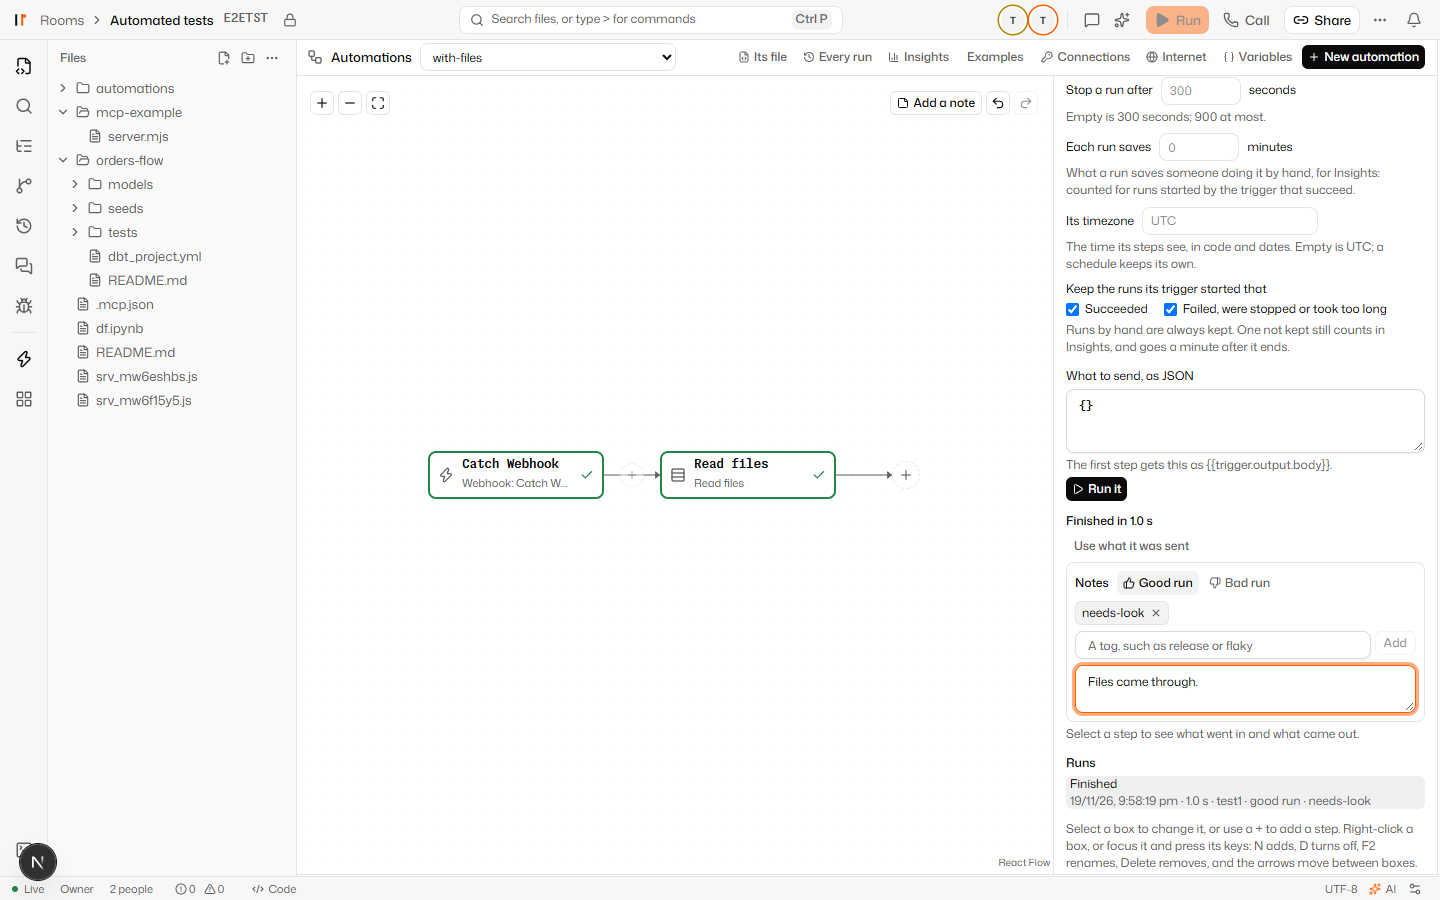 Rooms
Automated tests
E2ETST
Search files, or type > for commands
Ctrl P
T
T
Run
Call
Share
Files
automations
mcp-example
server.mjs
orders-flow
models
seeds
tests
dbt_project.yml
README.md
.mcp.json
df.ipynb
README.md
srv_mw6eshbs.js
srv_mw6f15y5.js
Automations
with-files
Its file
Every run
Insights
Examples
Connections
Internet
Variables
New automation
Add a note
Catch Webhook
Webhook: Catch W...
Read files
Read files
React Flow
Stop a run after 300 seconds
Empty is 300 seconds; 900 at most.
Each run saves 0 minutes
What a run saves someone doing it by hand, for Insights:
counted for runs started by the trigger that succeed.
Its timezone UTC
The time its steps see, in code and dates. Empty is UTC; a
schedule keeps its own.
Keep the runs its trigger started that
Succeeded
Failed, were stopped or took too long
Runs by hand are always kept. One not kept still counts in
Insights, and goes a minute after it ends.
What to send, as JSON
{}
The first step gets this as {{trigger.output.body}}.
Run it
Finished in 1.0 s
Use what it was sent
Notes
Good run
Bad run
needs-look
A tag, such as release or flaky
Add
Files came through.
Select a step to see what went in and what came out.
Runs
Finished
19/11/26, 9:58:19 pm · 1.0 s · test1 · good run · needs-look
Select a box to change it, or use a + to add a step. Right-click a
box, or focus it and press its keys: N adds, D turns off, F2
renames, Delete removes, and the arrows move between boxes.
N
Live
Owner
2 people
0
0
Code
UTF-8
AI